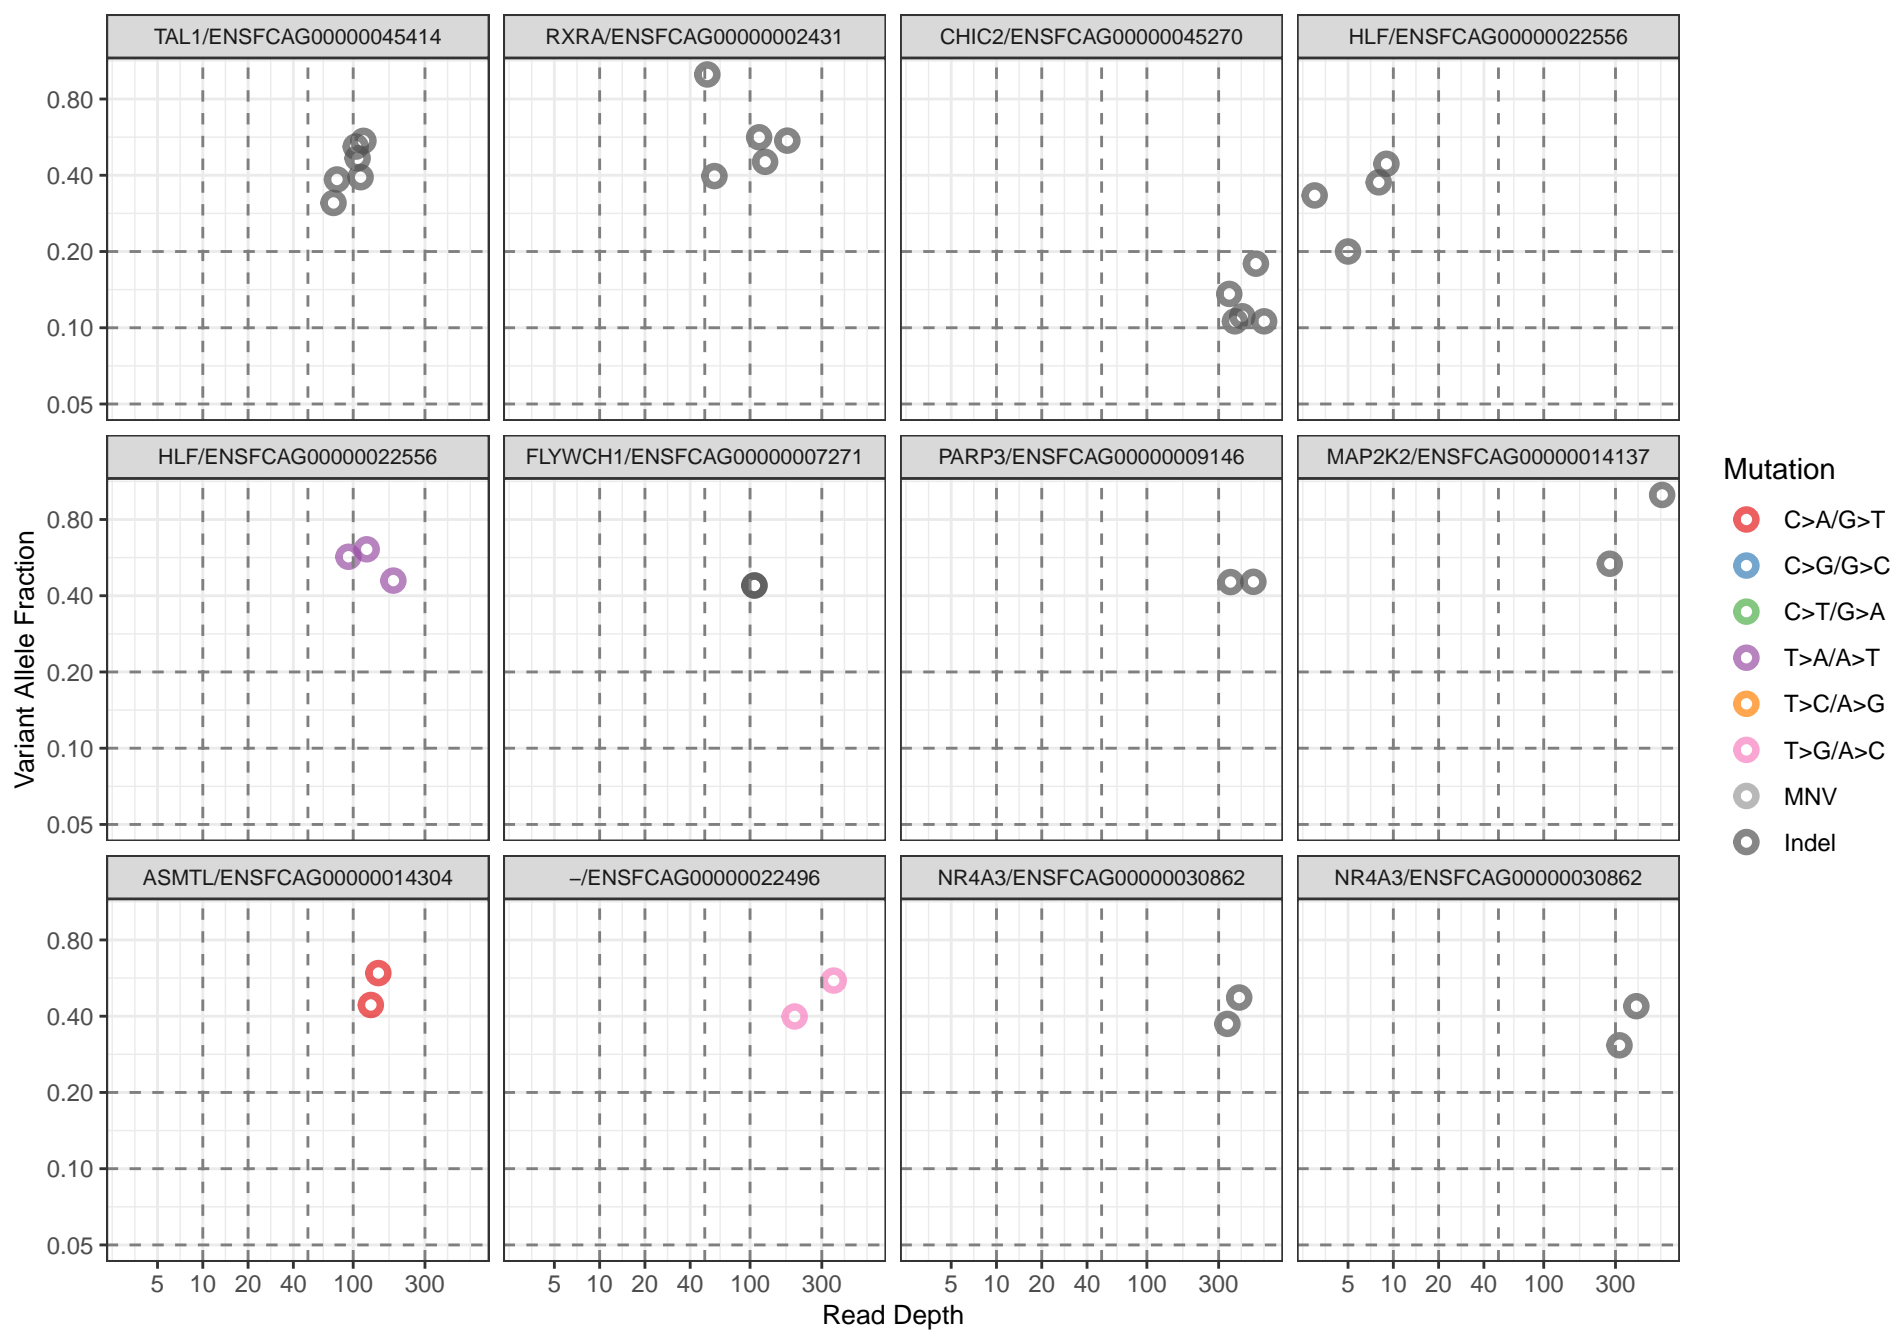 TAL1/ENSFCAG00000045414
RXRA/ENSFCAG00000002431
CHIC2/ENSFCAG00000045270
HLF/ENSFCAG00000022556
0.80
0.40
0.20
0.10
0.05
HLF/ENSFCAG00000022556
FLYWCH1/ENSFCAG00000007271
PARP3/ENSFCAG00000009146
MAP2K2/ENSFCAG00000014137
0.80
0.40
0.20
0.10
0.05
Variant Allele Fraction
ASMTL/ENSFCAG00000014304
−/ENSFCAG00000022496
NR4A3/ENSFCAG00000030862
NR4A3/ENSFCAG00000030862
0.80
0.40
0.20
0.10
0.05
5 10 20 40 100 300
5 10 20 40 100 300
5 10 20 40 100 300
5 10 20 40 100 300
Read Depth
Mutation
C>A/G>T
C>G/G>C
C>T/G>A
T>A/A>T
T>C/A>G
T>G/A>C
MNV
Indel